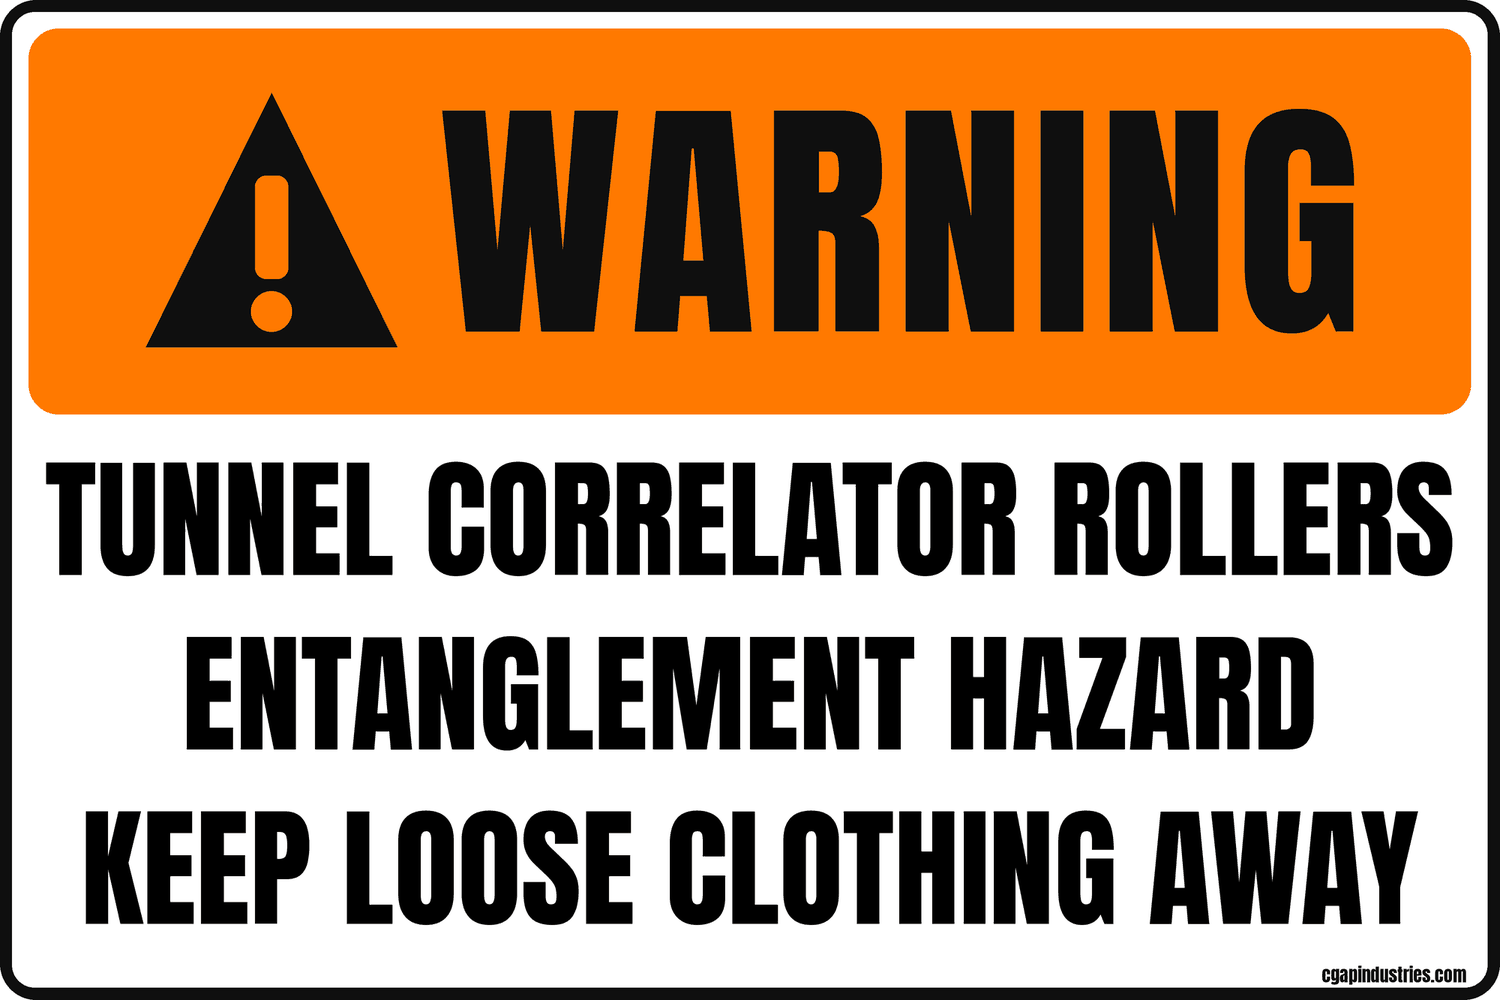 WARNING
TUNNEL CORRELATOR ROLLERS
ENTANGLEMENT HAZARD
KEEP LOOSE CLOTHING AWAY
cgapindustries.com